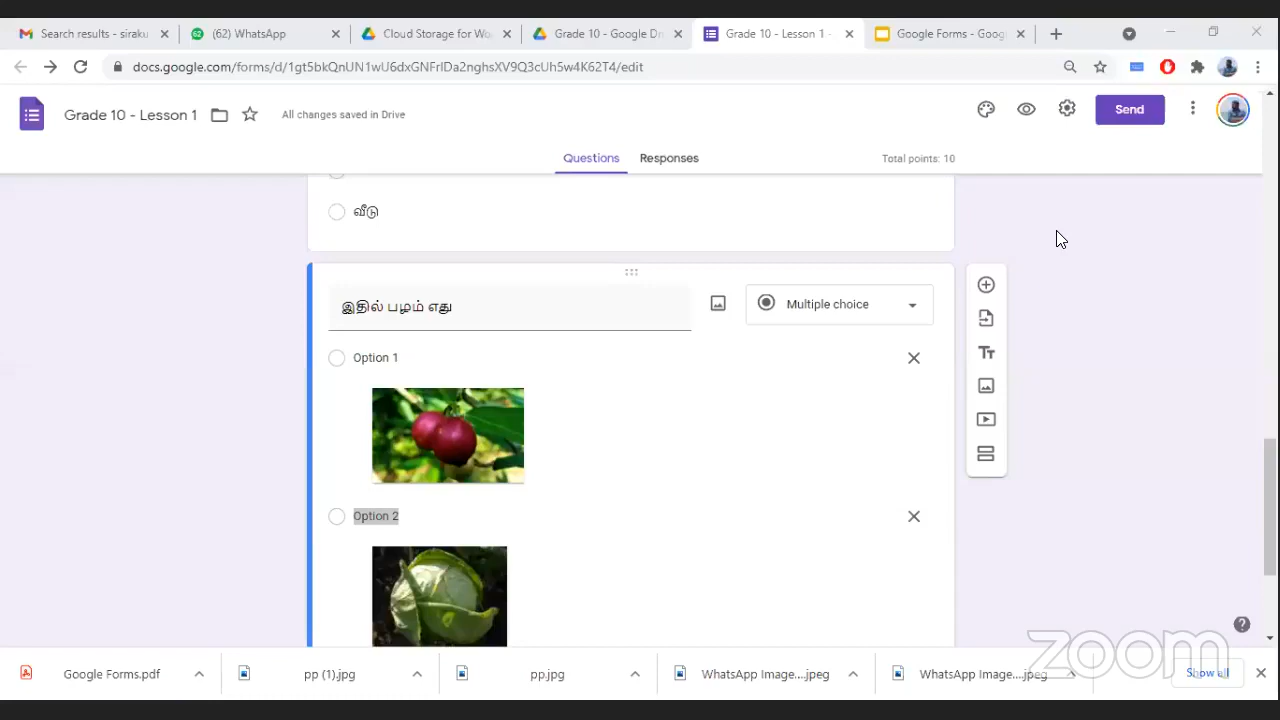 Search results - siraku
(62) WhatsApp
Cloud Storage for Wo
Grade 10 - Google Dr
Grade 10 - Lesson 1 -
Google Forms - Goog
docs.google.com/forms/d/1gt5bkQnUN1wU6dxGNFrIDa2nghsXV9Q3cUh5w4K62T4/edit
Grade 10 - Lesson 1
All changes saved in Drive
Send
Questions
Responses
Total points: 10
வீடு
இதில் பழம் எது
Multiple choice
Option 1
Option 2
zoom
Google Forms.pdf
pp (1).jpg
pp.jpg
WhatsApp Image....jpeg
WhatsApp Image....jpeg
Show all